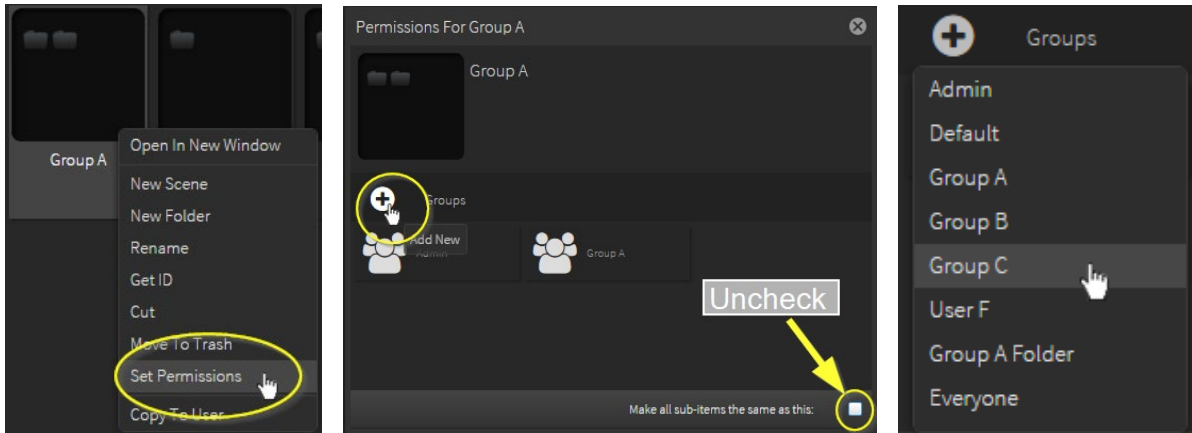 Group A
Open In New Window
New Scene
New Folder
Rename
Get ID
Cut
Move To Trash
Set Permissions
Copy To User
Permissions For Group A
Group A
Groups
Add New
Admin
Group A
Uncheck
Make all sub-items the same as this:
Groups
Admin
Default
Group A
Group B
Group C
User F
Group A Folder
Everyone